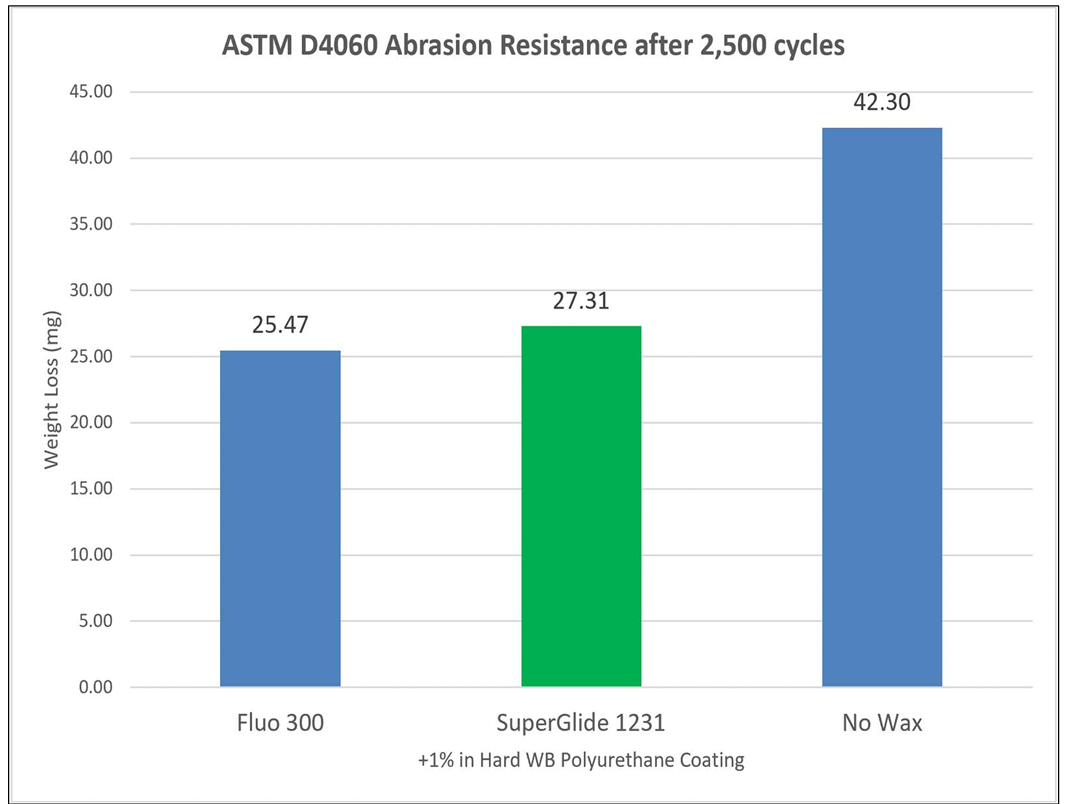 ASTM D4060 Abrasion Resistance after 2,500 cycles
45.00
40.00
35.00
30.00
25.00
20.00
15.00
10.00
5.00
0.00
Weight Loss (mg)
25.47
27.31
42.30
Fluo 300
SuperGlide 1231
No Wax
+1% in Hard WB Polyurethane Coating